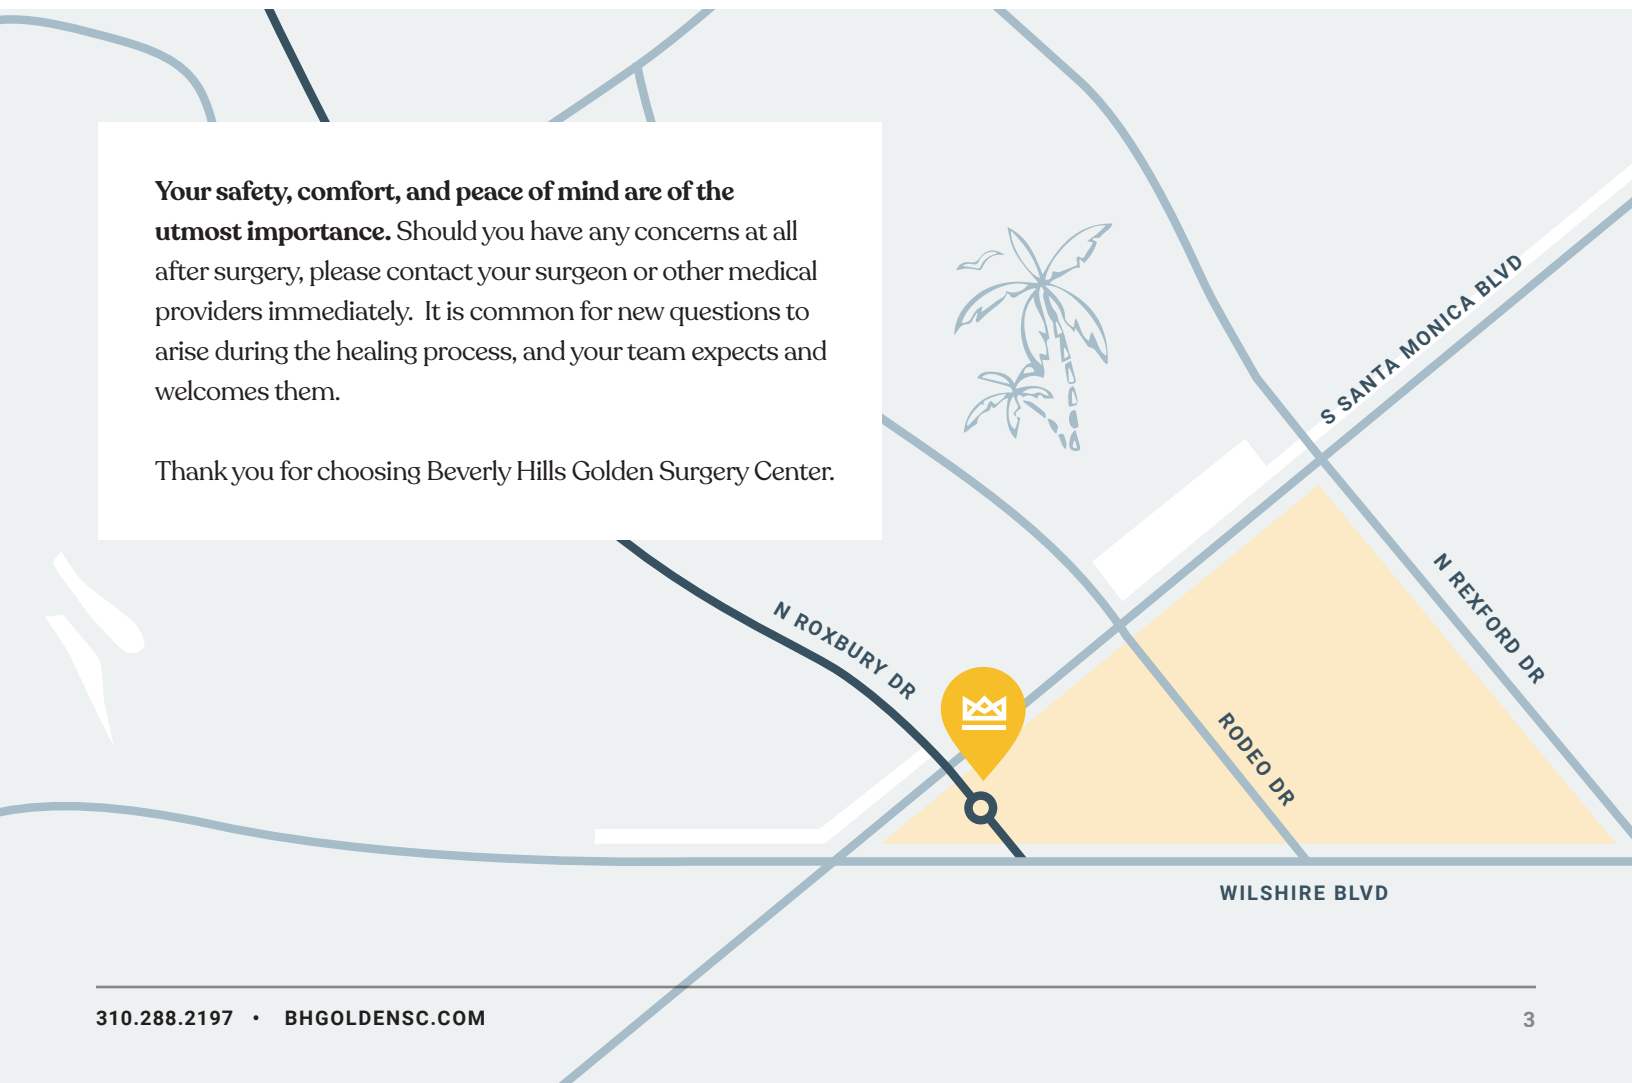 Your safety, comfort, and peace of mind are of the
utmost importance. Should you have any concerns at all
after surgery, please contact your surgeon or other medical
providers immediately.  It is common for new questions to
arise during the healing process, and your team expects and
welcomes them.
Thank you for choosing Beverly Hills Golden Surgery Center.
S SANTA MONICA BLVD
N REXFORD DR
N ROXBURY DR
RODEO DR
WILSHIRE BLVD
310.288.2197 • BHGOLDENSC.COM
3